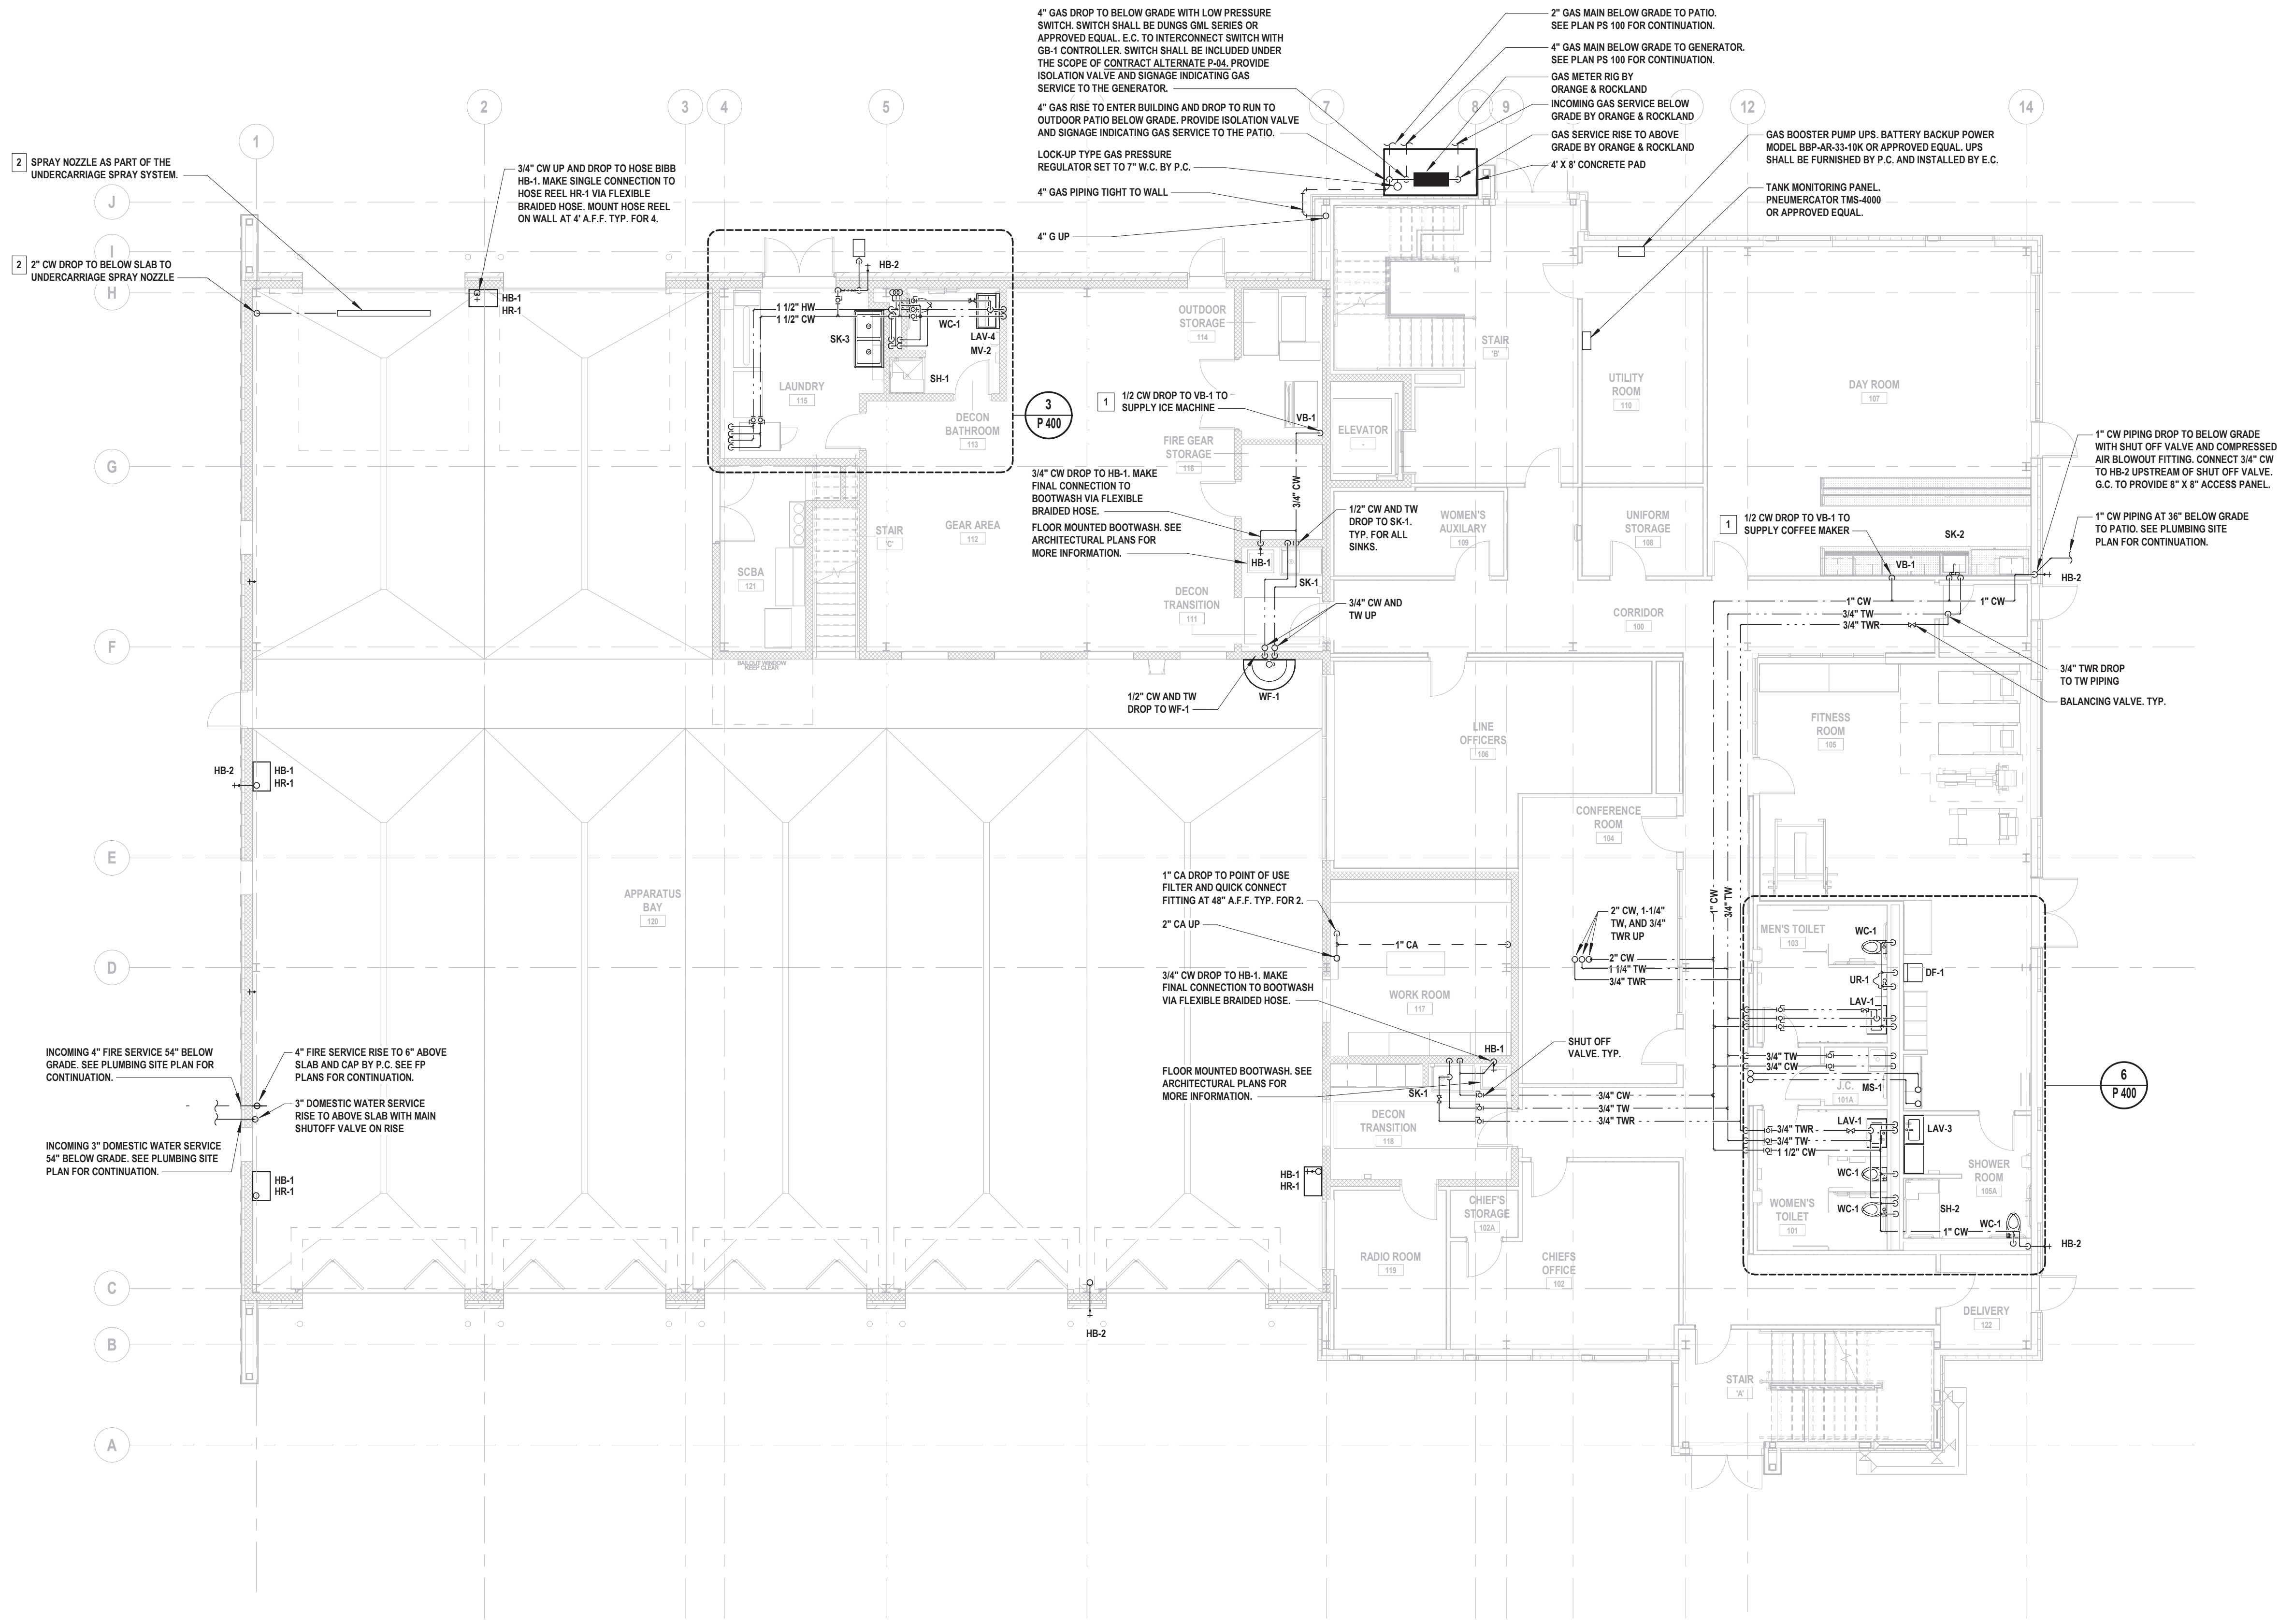 4" GAS DROP TO BELOW GRADE WITH LOW PRESSURE
SWITCH. SWITCH SHALL BE DUNGS GML SERIES OR
APPROVED EQUAL. E.C. TO INTERCONNECT SWITCH WITH
GB-1 CONTROLLER. SWITCH SHALL BE INCLUDED UNDER
THE SCOPE OF CONTRACT ALTERNATE P-04. PROVIDE
ISOLATION VALVE AND SIGNAGE INDICATING GAS
SERVICE TO THE GENERATOR.
4" GAS RISE TO ENTER BUILDING AND DROP TO RUN TO
OUTDOOR PATIO BELOW GRADE. PROVIDE ISOLATION VALVE
AND SIGNAGE INDICATING GAS SERVICE TO THE PATIO.
LOCK-UP TYPE GAS PRESSURE
REGULATOR SET TO 7" W.C. BY P.C.
4" GAS PIPING TIGHT TO WALL
4" G UP
2" GAS MAIN BELOW GRADE TO PATIO.
SEE PLAN PS 100 FOR CONTINUATION.
4" GAS MAIN BELOW GRADE TO GENERATOR.
SEE PLAN PS 100 FOR CONTINUATION.
GAS METER RIG BY
ORANGE & ROCKLAND
INCOMING GAS SERVICE BELOW
GRADE BY ORANGE & ROCKLAND
GAS SERVICE RISE TO ABOVE
GRADE BY ORANGE & ROCKLAND
4' X 8' CONCRETE PAD
GAS BOOSTER PUMP UPS. BATTERY BACKUP POWER
MODEL BBP-AR-33-10K OR APPROVED EQUAL. UPS
SHALL BE FURNISHED BY P.C. AND INSTALLED BY E.C.
TANK MONITORING PANEL.
PNEUMERCATOR TMS-4000
OR APPROVED EQUAL.
1
2
3
4
5
7
8
9
12
14
J
I
H
G
F
E
D
C
B
A
2 SPRAY NOZZLE AS PART OF THE
UNDERCARRIAGE SPRAY SYSTEM.
2 2" CW DROP TO BELOW SLAB TO
UNDERCARRIAGE SPRAY NOZZLE
3/4" CW UP AND DROP TO HOSE BIBB
HB-1. MAKE SINGLE CONNECTION TO
HOSE REEL HR-1 VIA FLEXIBLE
BRAIDED HOSE. MOUNT HOSE REEL
ON WALL AT 4' A.F.F. TYP. FOR 4.
HB-1
HR-1
HB-2
1 1/2" HW
1 1/2" CW
SK-3
WC-1
LAV-4
MV-2
SH-1
LAUNDRY
115
DECON
BATHROOM
113
3
P 400
OUTDOOR
STORAGE
114
STAIR
'B'
UTILITY
ROOM
110
DAY ROOM
107
1 1/2 CW DROP TO VB-1 TO
SUPPLY ICE MACHINE
VB-1
ELEVATOR
-
FIRE GEAR
STORAGE
116
3/4" CW
3/4" CW DROP TO HB-1. MAKE
FINAL CONNECTION TO
BOOTWASH VIA FLEXIBLE
BRAIDED HOSE.
FLOOR MOUNTED BOOTWASH. SEE
ARCHITECTURAL PLANS FOR
MORE INFORMATION.
1/2" CW AND TW
DROP TO SK-1.
TYP. FOR ALL
SINKS.
HB-1
SK-1
STAIR
'C'
GEAR AREA
112
SCBA
121
DECON
TRANSITION
111
WOMEN'S
AUXILARY
109
UNIFORM
STORAGE
108
1 1/2 CW DROP TO VB-1 TO
SUPPLY COFFEE MAKER
VB-1
SK-2
1" CW PIPING DROP TO BELOW GRADE
WITH SHUT OFF VALVE AND COMPRESSED
AIR BLOWOUT FITTING. CONNECT 3/4" CW
TO HB-2 UPSTREAM OF SHUT OFF VALVE.
G.C. TO PROVIDE 8" X 8" ACCESS PANEL.
1" CW PIPING AT 36" BELOW GRADE
TO PATIO. SEE PLUMBING SITE
PLAN FOR CONTINUATION.
HB-2
1" CW
1" CW
3/4" TW
3/4" TWR
3/4" CW AND
TW UP
CORRIDOR
100
3/4" TWR DROP
TO TW PIPING
BALANCING VALVE. TYP.
BAILOUT WINDOW
KEEP CLEAR
1/2" CW AND TW
DROP TO WF-1
WF-1
LINE
OFFICERS
106
FITNESS
ROOM
105
HB-2
HB-1
HR-1
CONFERENCE
ROOM
104
APPARATUS
BAY
120
1" CA DROP TO POINT OF USE
FILTER AND QUICK CONNECT
FITTING AT 48" A.F.F. TYP. FOR 2.
2" CA UP
1" CA
2" CW, 1-1/4"
TW, AND 3/4"
TWR UP
2" CW
1 1/4" TW
3/4" TWR
1" CW
3/4" TW
3/4" CW DROP TO HB-1. MAKE
FINAL CONNECTION TO BOOTWASH
VIA FLEXIBLE BRAIDED HOSE.
WORK ROOM
117
HB-1
SHUT OFF
VALVE. TYP.
FLOOR MOUNTED BOOTWASH. SEE
ARCHITECTURAL PLANS FOR
MORE INFORMATION.
SK-1
3/4" CW
3/4" TW
3/4" TWR
DECON
TRANSITION
118
MEN'S TOILET
103
WC-1
UR-1
DF-1
LAV-1
3/4" TW
3/4" CW
J.C.
101A
MS-1
LAV-1
LAV-3
3/4" TWR
3/4" TW
1 1/2" CW
WC-1
WC-1
WOMEN'S
TOILET
101
SHOWER
ROOM
105A
SH-2
WC-1
1" CW
HB-2
6
P 400
INCOMING 4" FIRE SERVICE 54" BELOW
GRADE. SEE PLUMBING SITE PLAN FOR
CONTINUATION.
4" FIRE SERVICE RISE TO 6" ABOVE
SLAB AND CAP BY P.C. SEE FP
PLANS FOR CONTINUATION.
3" DOMESTIC WATER SERVICE
RISE TO ABOVE SLAB WITH MAIN
SHUTOFF VALVE ON RISE
INCOMING 3" DOMESTIC WATER SERVICE
54" BELOW GRADE. SEE PLUMBING SITE
PLAN FOR CONTINUATION.
HB-1
HR-1
HB-1
HR-1
CHIEF'S
STORAGE
102A
RADIO ROOM
119
CHIEFS
OFFICE
102
DELIVERY
122
HB-2
STAIR
'A'